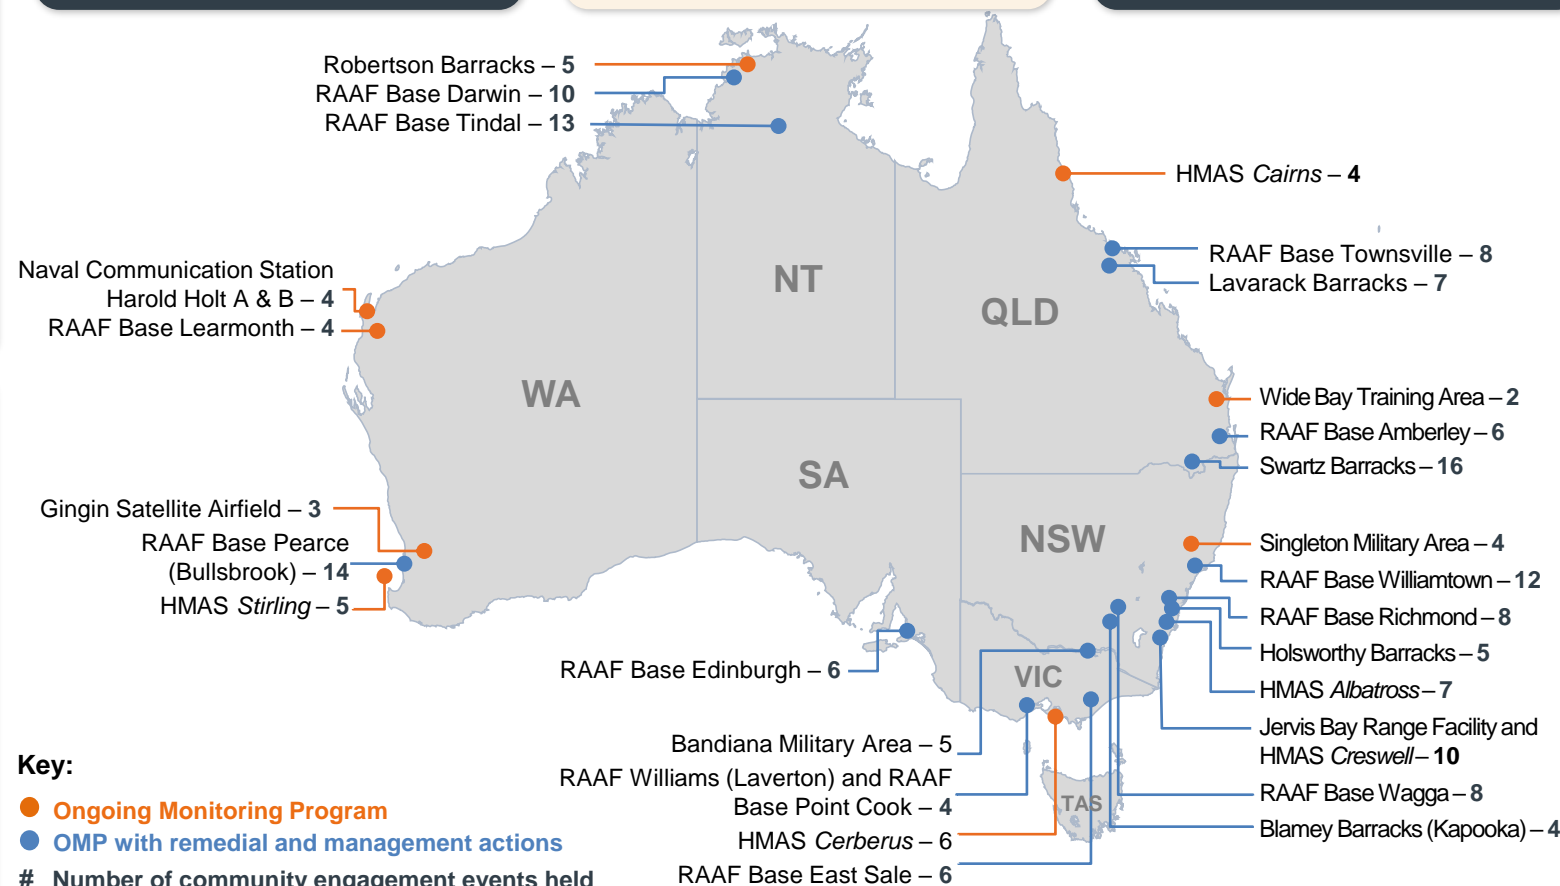 Robertson Barracks – 5
RAAF Base Darwin – 10
RAAF Base Tindal – 13
HMAS Cairns – 4
RAAF Base Townsville – 8
Lavarack Barracks – 7
Naval Communication Station
Harold Holt A & B – 4
RAAF Base Learmonth – 4
NT
QLD
WA
SA
NSW
VIC
TAS
Wide Bay Training Area – 2
RAAF Base Amberley – 6
Swartz Barracks – 16
Gingin Satellite Airfield – 3
RAAF Base Pearce
(Bullsbrook) – 14
HMAS Stirling – 5
Singleton Military Area – 4
RAAF Base Williamtown – 12
RAAF Base Richmond – 8
Holsworthy Barracks – 5
HMAS Albatross – 7
Jervis Bay Range Facility and
HMAS Creswell – 10
RAAF Base Wagga – 8
Blamey Barracks (Kapooka) – 4
RAAF Base Edinburgh – 6
Bandiana Military Area – 5
RAAF Williams (Laverton) and RAAF
Base Point Cook – 4
HMAS Cerberus – 6
RAAF Base East Sale – 6
Key:
Ongoing Monitoring Program
OMP with remedial and management actions
# Number of community engagement events held